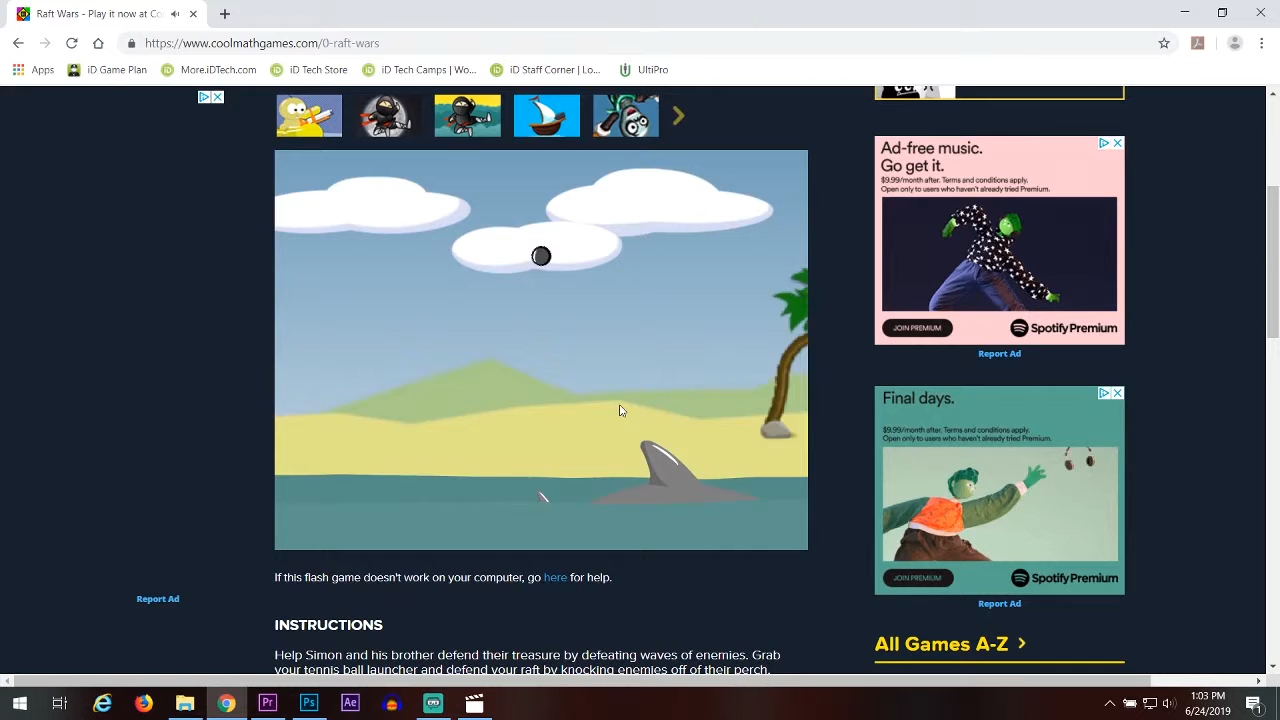 Raft Wars - Play it now at Co
https://www.coolmathgames.com/0-raft-wars
Apps iD Game Plan More.iDTech.com iD Tech Store iD Tech Camps | Wo... iD Staff Corner | Lo... UltiPro
Ad-free music.
Go get it.
$9.99/month after. Terms and conditions apply.
Open only to users who haven't already tried Premium.
JOIN PREMIUM Spotify Premium
Report Ad
Final days.
$9.99/month after. Terms and conditions apply.
Open only to users who haven't already tried Premium.
JOIN PREMIUM Spotify Premium
Report Ad
If this flash game doesn't work on your computer, go here for help.
Report Ad
INSTRUCTIONS
Help Simon and his brother defend their treasure by defeating waves of enemies. Grab
your tennis ball launcher and defend your raft by knocking enemies off of their perch.
All Games A-Z
Pr Ps Ae
1:03 PM
6/24/2019